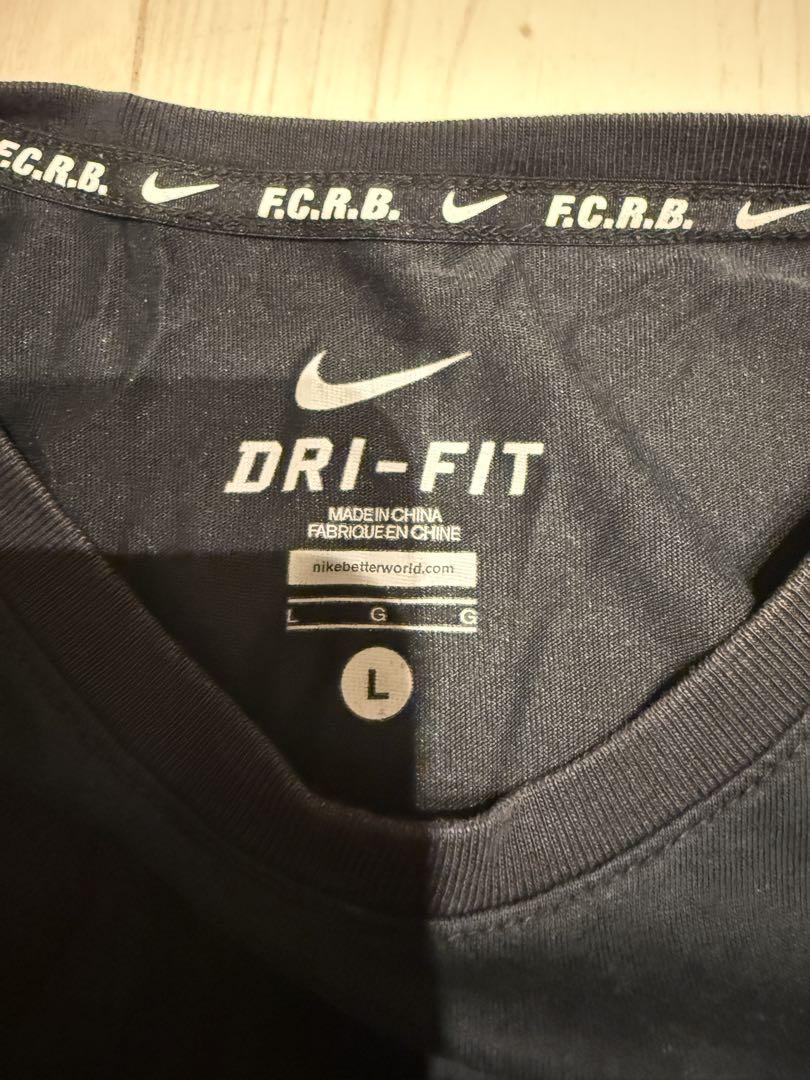 F.C.R.B. F.C.R.B. F.C.R.B.
DRI-FIT
MADE IN CHINA
FABRIQUE EN CHINE
nikebetterworld.com
L G G
L